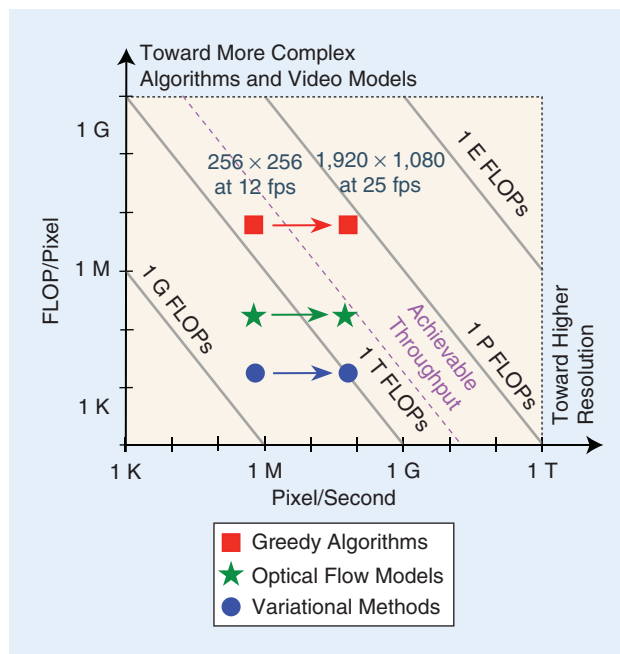 Toward More Complex
Algorithms and Video Models
1 G
256 × 256
at 12 fps
1,920 × 1,080
at 25 fps
1 E FLOPs
FLOP/Pixel
1 M
1 G FLOPs
Achievable
Throughput
1 T FLOPs
1 P FLOPs
Toward Higher
Resolution
1 K
1 K
1 M
1 G
1 T
Pixel/Second
Greedy Algorithms
Optical Flow Models
Variational Methods